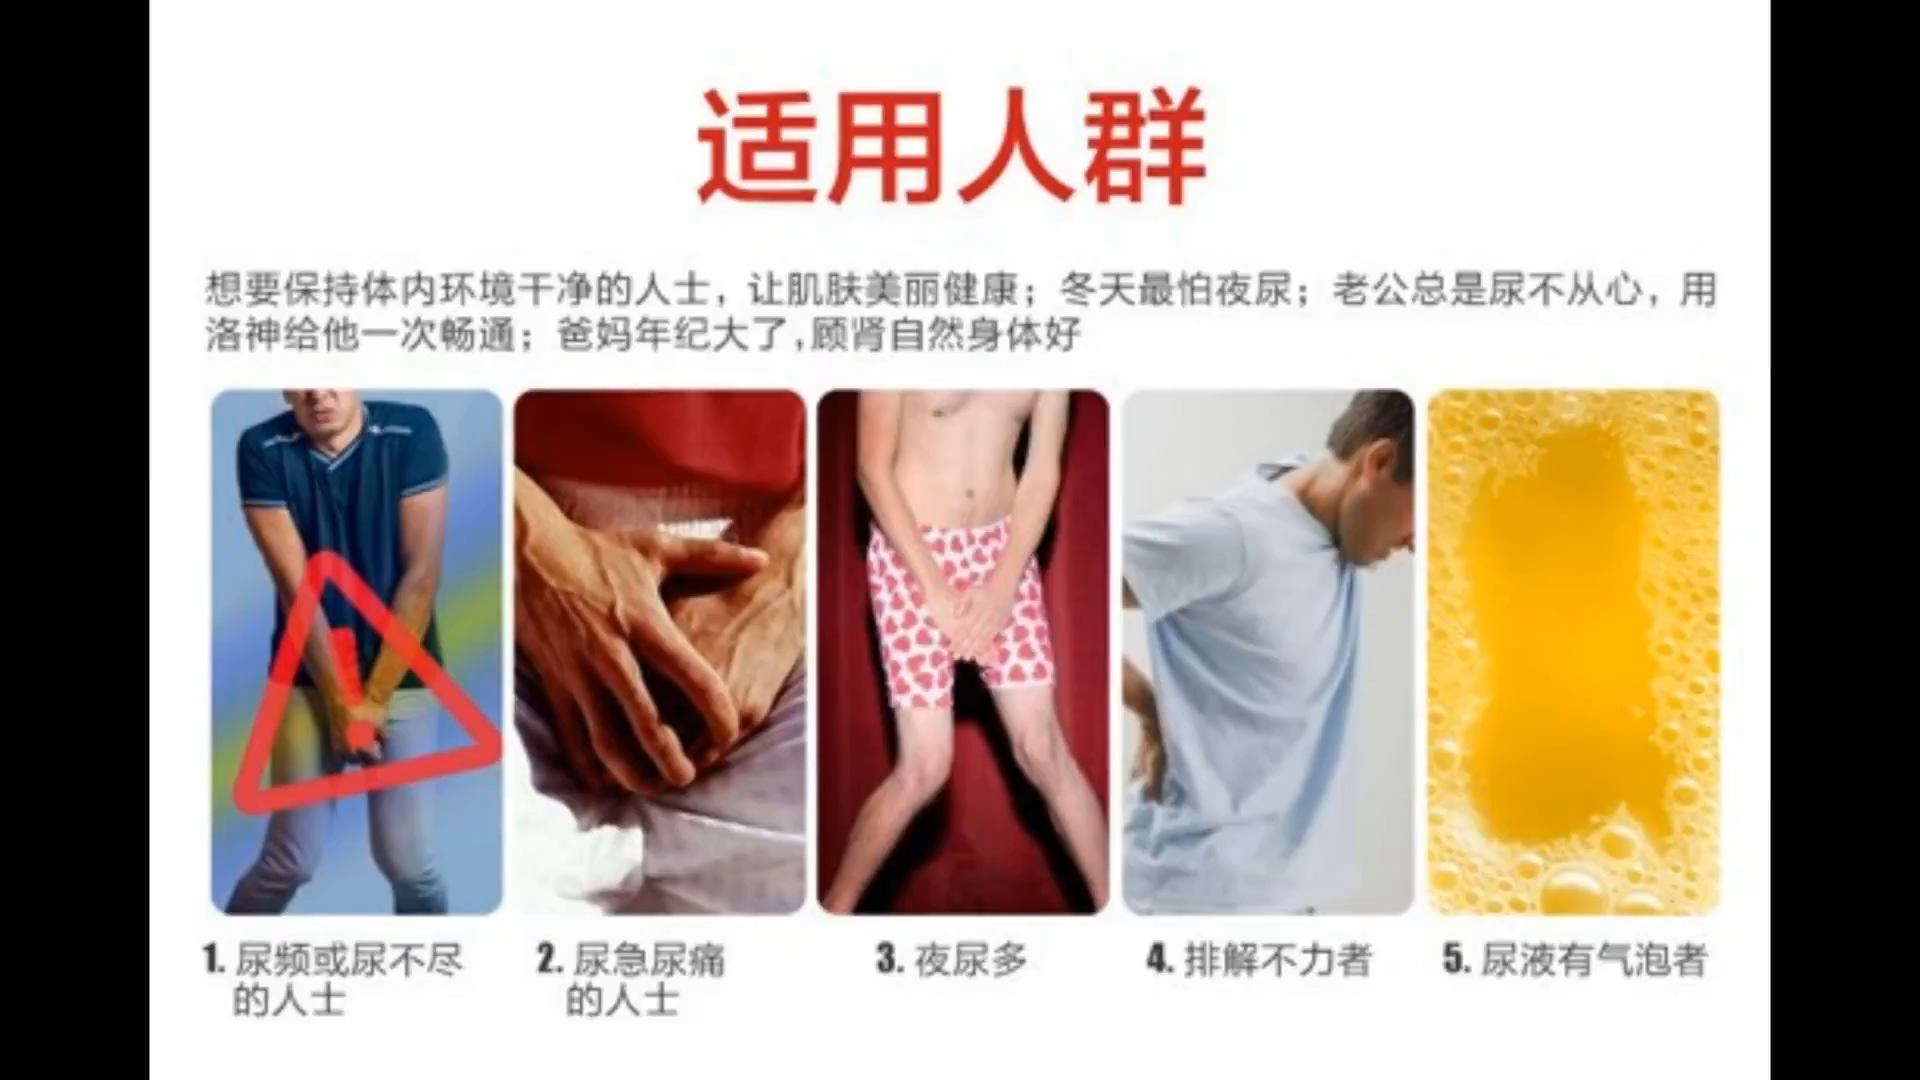 适用人群
想要保持体内环境干净的人士，让肌肤美丽健康；冬天最怕夜尿；老公总是尿不从心，用
洛神给他一次畅通；爸妈年纪大了,顾肾自然身体好
1. 尿频或尿不尽
的人士
2. 尿急尿痛
的人士
3. 夜尿多
4. 排解不力者
5. 尿液有气泡者